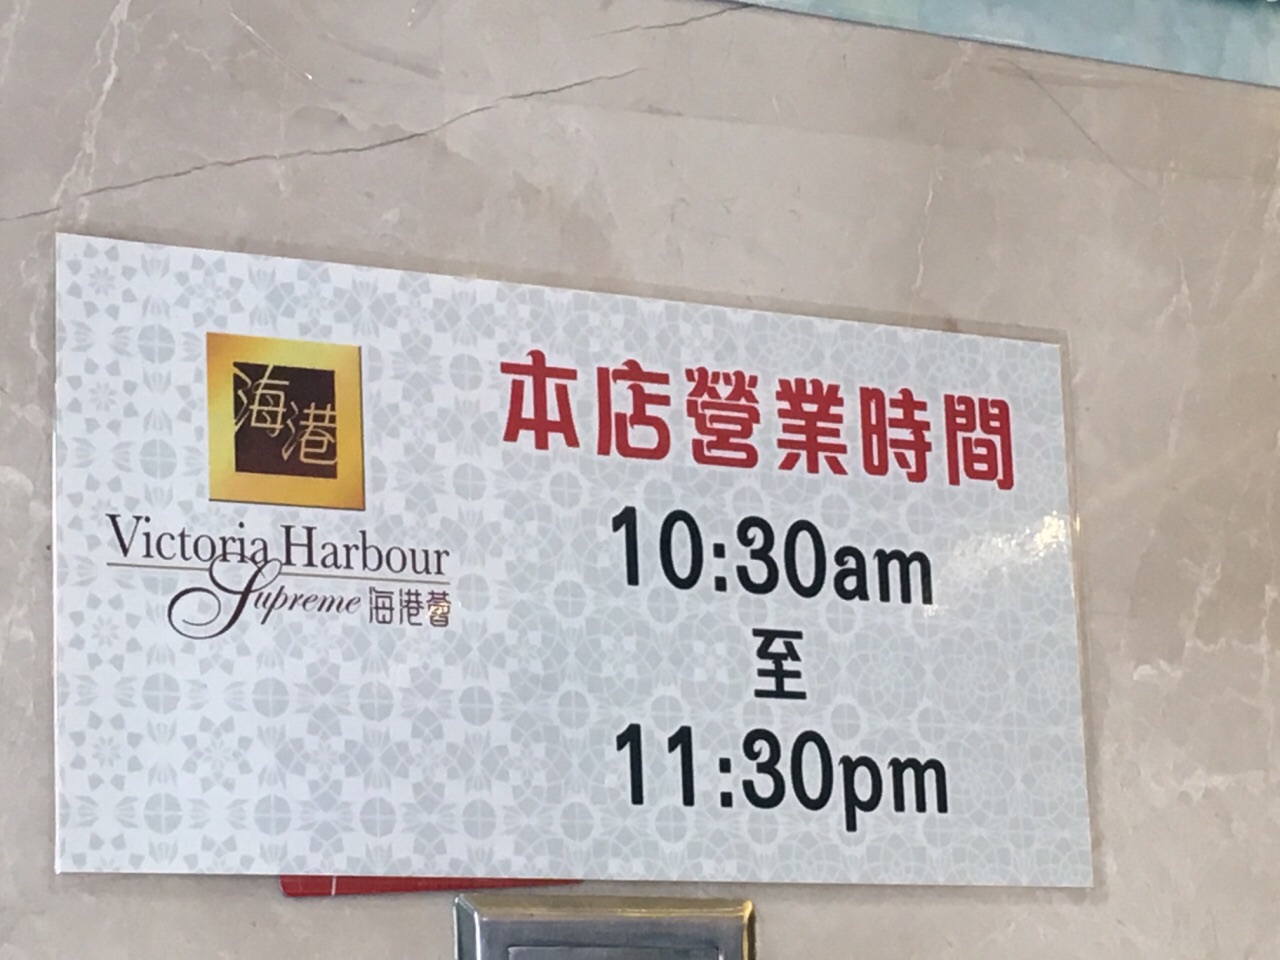 海港
Victoria Harbour
Supreme 海港薈
本店營業時間
10:30am
至
11:30pm